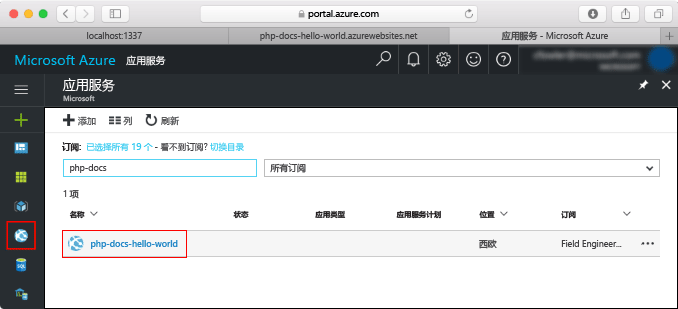 portal.azure.com
localhost:1337
php-docs-hello-world.azurewebsites.net
应用服务 - Microsoft Azure
Microsoft Azure 应用服务
应用服务
Microsoft
添加 列 刷新
订阅: 已选择所有 19 个 - 看不到订阅? 切换目录
php-docs 所有订阅
1 项
名称 状态 应用类型 应用服务计划 位置 订阅
php-docs-hello-world 西欧 Field Engineer...
SQL